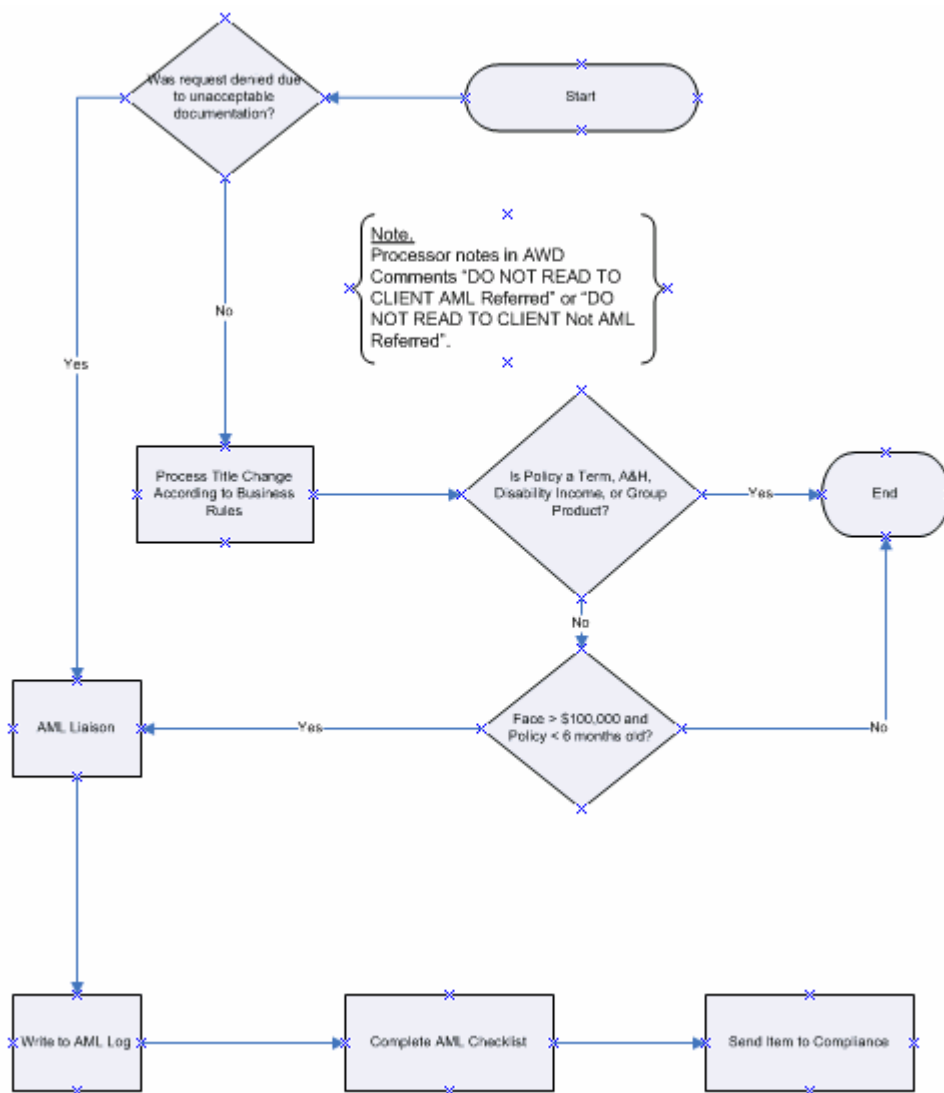 Was request denied due
to unacceptable
documentation?
Start
Note.
Processor notes in AWD
Comments "DO NOT READ TO
CLIENT AML Referred" or "DO
NOT READ TO CLIENT Not AML
Referred".
No
Yes
Process Title Change
According to Business
Rules
Is Policy a Term, A&H,
Disability Income, or Group
Product?
Yes
End
No
AML Liaison
Yes
Face > $100,000 and
Policy < 6 months old?
No
Write to AML Log
Complete AML Checklist
Send Item to Compliance